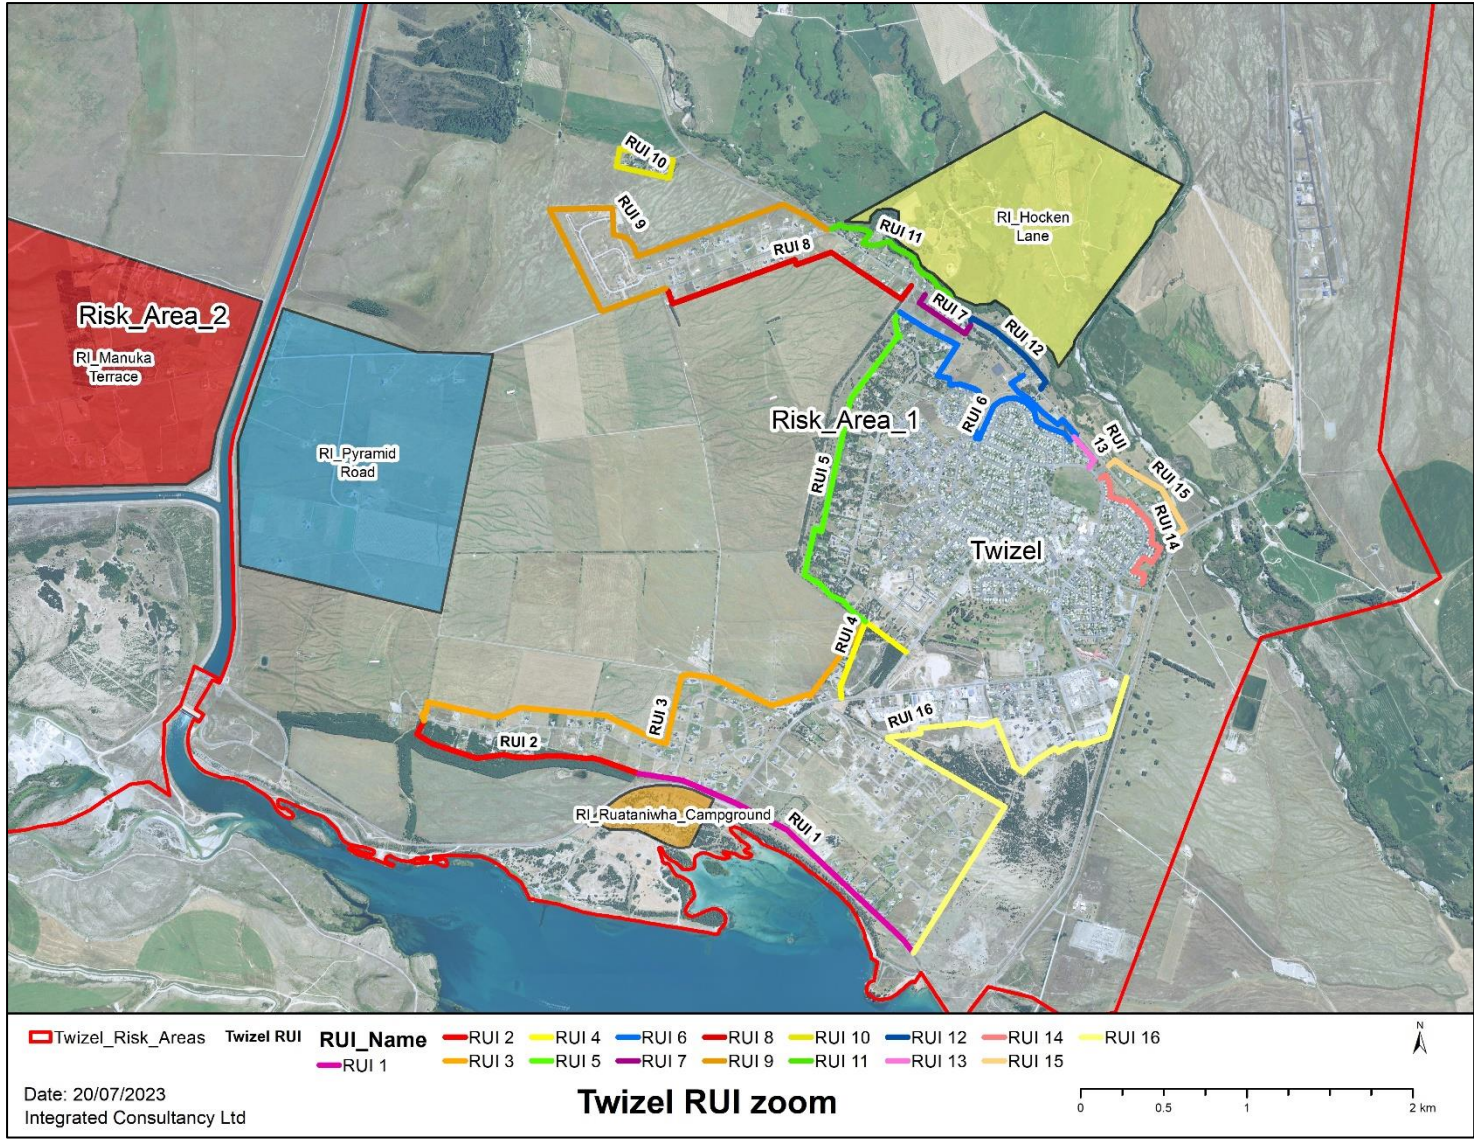 RUI 10
RUI 9
RI_Hocken
Lane
RUI 11
RUI 8
Risk_Area_2
RUI 7
RI_Manuka
Terrace
RUI 12
Risk_Area_1
RUI 6
RUI
13
RI_Pyramid
Road
RUI 5
RUI 15
RUI 14
Twizel
RUI 4
RUI 3
RUI 16
RUI 2
RI_Ruataniwha_Campground
RUI 1
Twizel_Risk_Areas Twizel RUI RUI_Name RUI 2 RUI 4 RUI 6 RUI 8 RUI 10 RUI 12 RUI 14 RUI 16
RUI 1 RUI 3 RUI 5 RUI 7 RUI 9 RUI 11 RUI 13 RUI 15
N
Date: 20/07/2023
Integrated Consultancy Ltd
Twizel RUI zoom
0 0.5 1 2 km